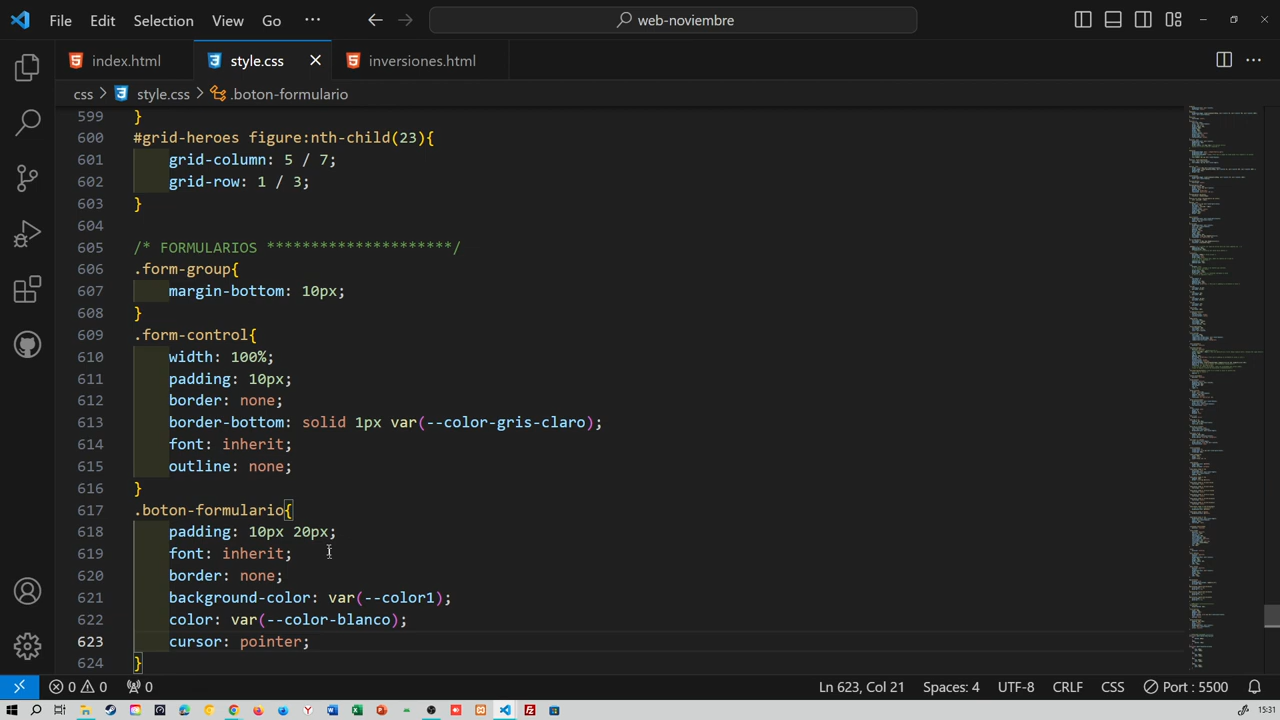 File Edit Selection View Go ··· web-noviembre
index.html style.css inversiones.html
css > style.css > .boton-formulario
599 }
600 #grid-heroes figure:nth-child(23){
601 grid-column: 5 / 7;
602 grid-row: 1 / 3;
603 }
604
605 /* FORMULARIOS *********************/
606 .form-group{
607 margin-bottom: 10px;
608 }
609 .form-control{
610 width: 100%;
611 padding: 10px;
612 border: none;
613 border-bottom: solid 1px var(--color-gris-claro);
614 font: inherit;
615 outline: none;
616 }
617 .boton-formulario{
618 padding: 10px 20px;
619 font: inherit;
620 border: none;
621 background-color: var(--color1);
622 color: var(--color-blanco);
623 cursor: pointer;
624 }
0 0 0 Ln 623, Col 21 Spaces: 4 UTF-8 CRLF CSS Port : 5500
15:31